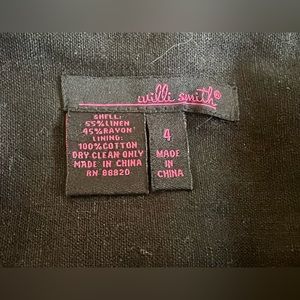 willi smith®
SHELL:
55%LINEN
45%RAYON
LINING:
100%COTTON
DRY CLEAN ONLY
MADE IN CHINA
RN 88820
4
MADE
IN
CHINA